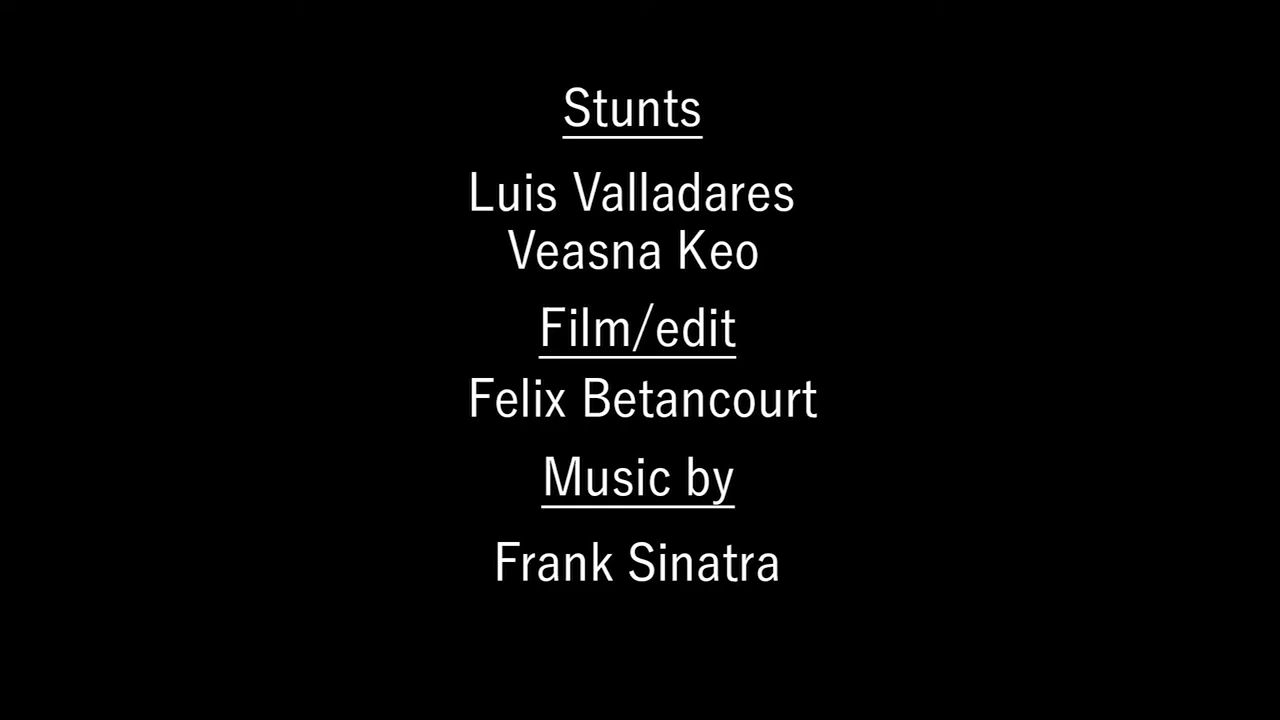 Stunts
Luis Valladares
Veasna Keo
Film/edit
Felix Betancourt
Music by
Frank Sinatra